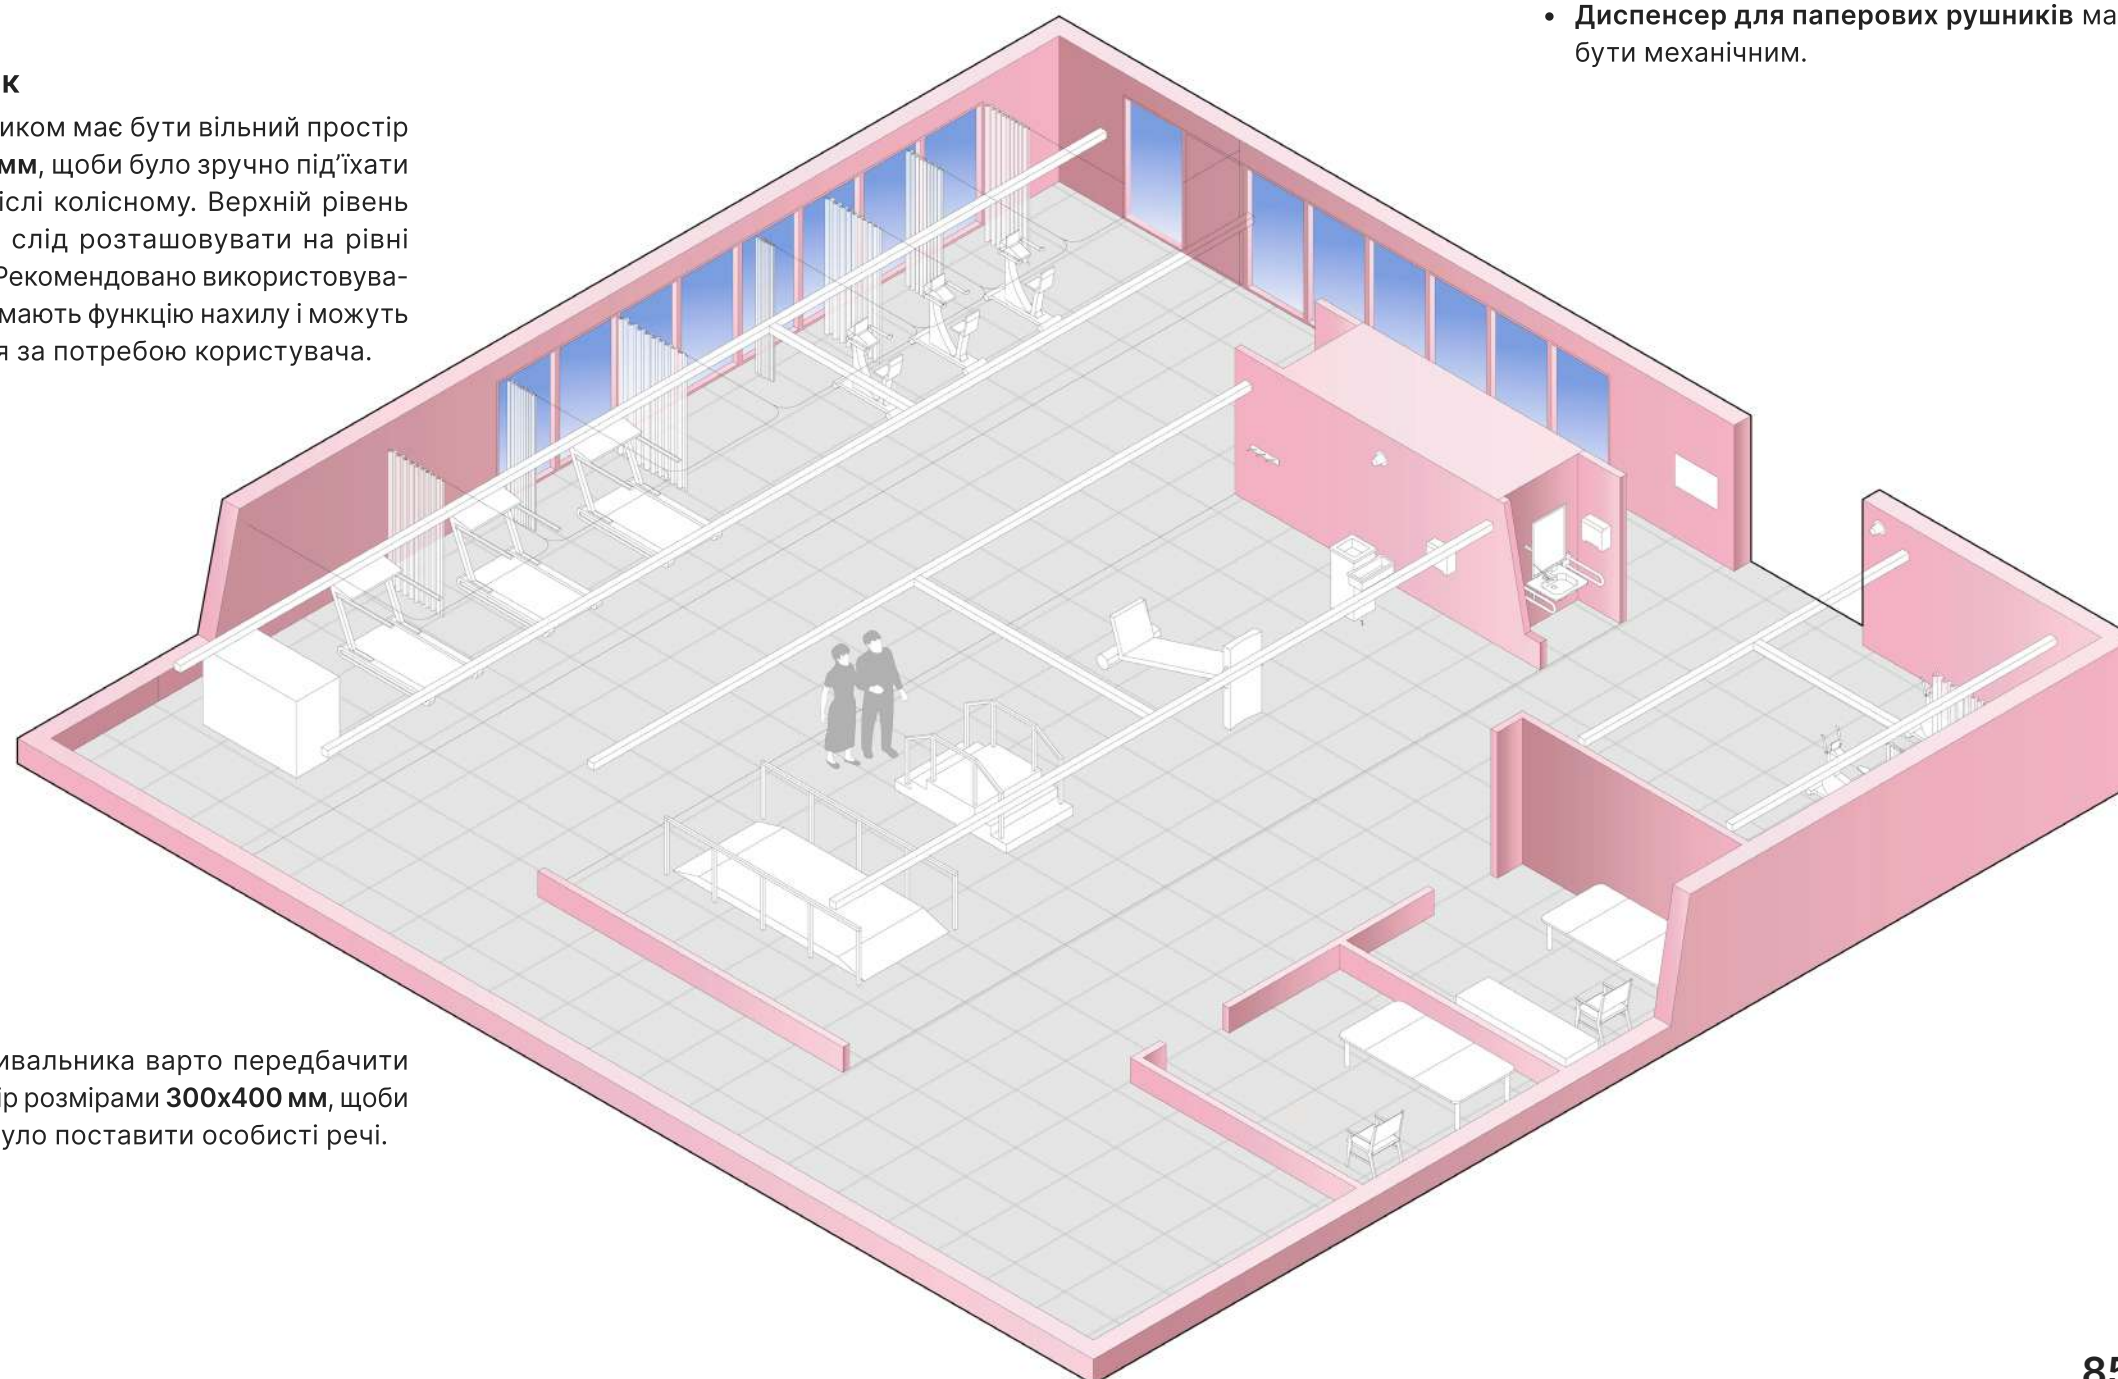 к
иком має бути вільний простір
мм, щоби було зручно під’їхати
іслі колісному. Верхній рівень
слід розташовувати на рівні
Рекомендовано використовува-
мають функцію нахилу і можуть
я за потребою користувача.
ивальника варто передбачити
ір розмірами 300х400 мм, щоби
уло поставити особисті речі.
• Диспенсер для паперових рушників ма
бути механічним.
85